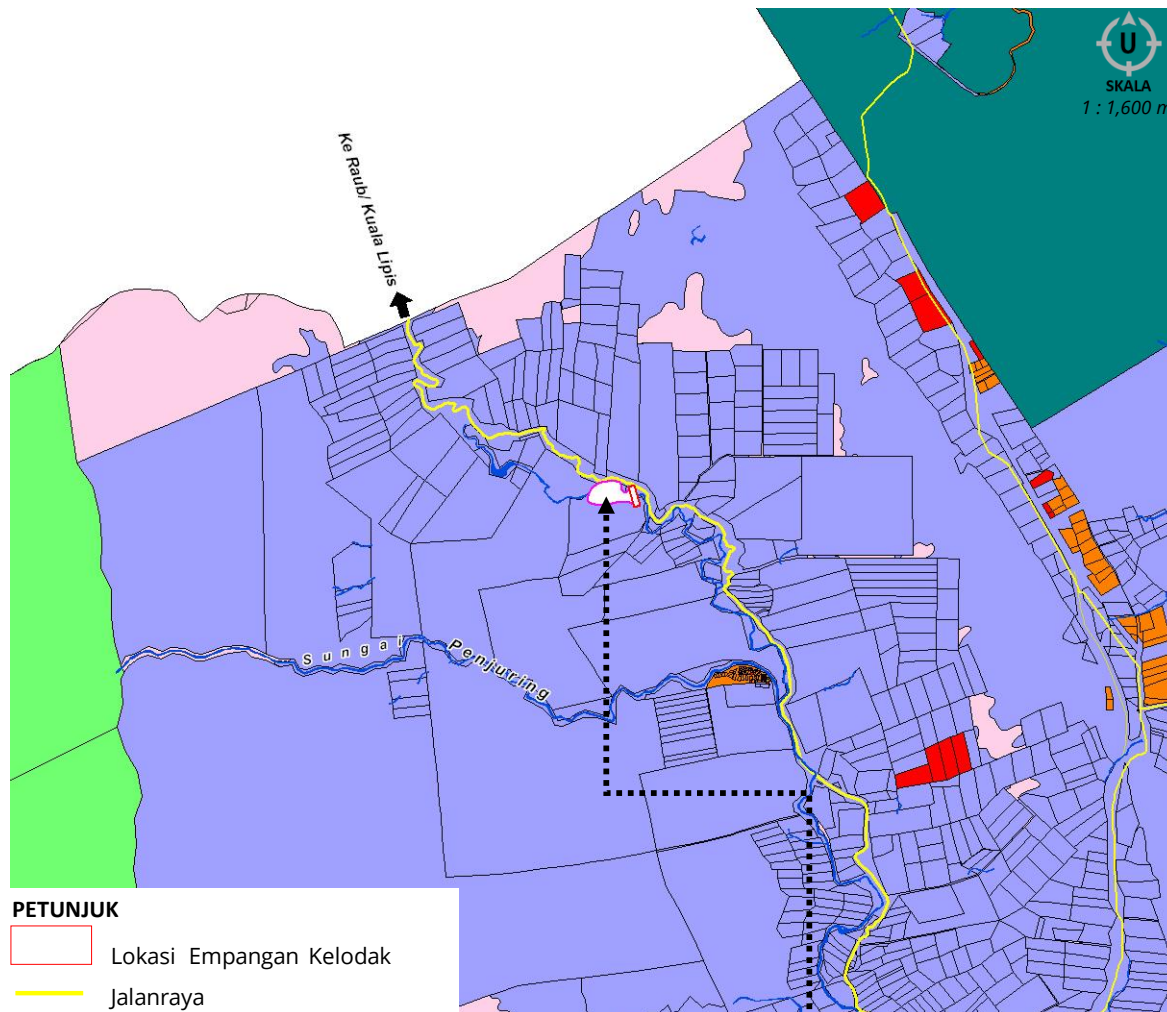 U
SKALA
1 : 1,600 m
Ke Raub/ Kuala Lipis
Sungai Penjuring
PETUNJUK
Lokasi Empangan Kelodak
Jalanraya